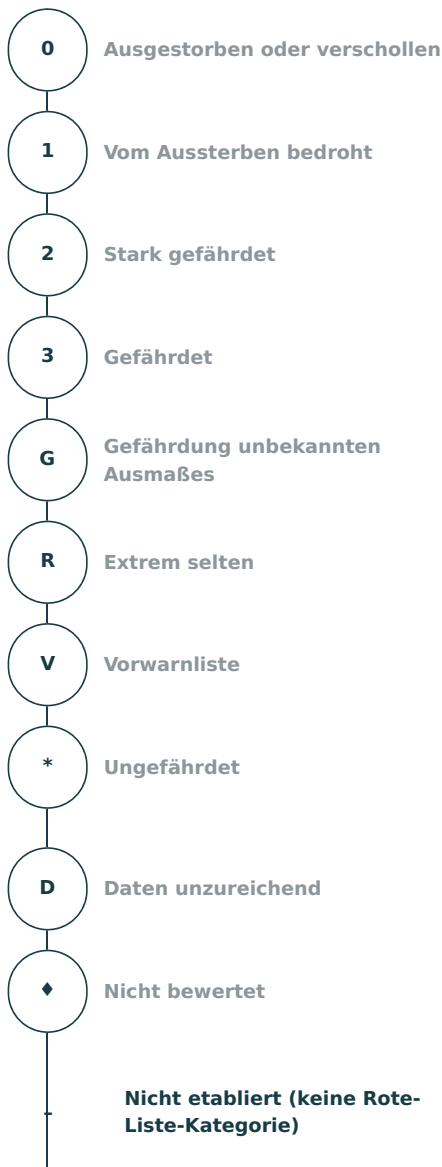 0 Ausgestorben oder verschollen
1 Vom Aussterben bedroht
2 Stark gefährdet
3 Gefährdet
G Gefährdung unbekannten
Ausmaßes
R Extrem selten
V Vorwarnliste
* Ungefährdet
D Daten unzureichend
♦ Nicht bewertet
- Nicht etabliert (keine Rote-
Liste-Kategorie)